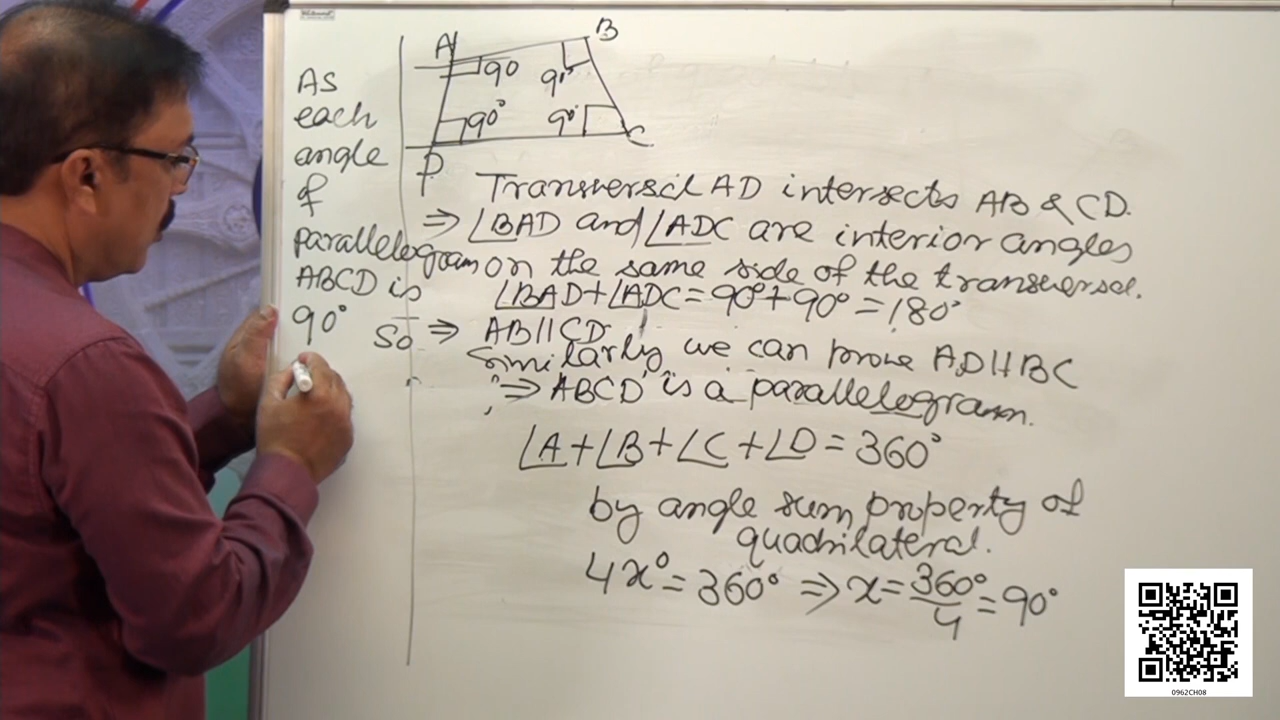 A
B
90
90°
90°
90°
D
C
As
each
angle
of
parallelogram
ABCD is
90°
Transversal AD intersects AB & CD.
⇒ ∠BAD and ∠ADC are interior angles
on the same side of the transversal.
∠BAD+∠ADC=90°+90°=180°
So ⇒ AB||CD
Similarly we can prove AD||BC
⇒ ABCD is a parallelogram.
∠A+∠B+∠C+∠D=360°
by angle sum property of
quadrilateral.
4x°=360° ⇒ x=360°/4=90°
0962CH08